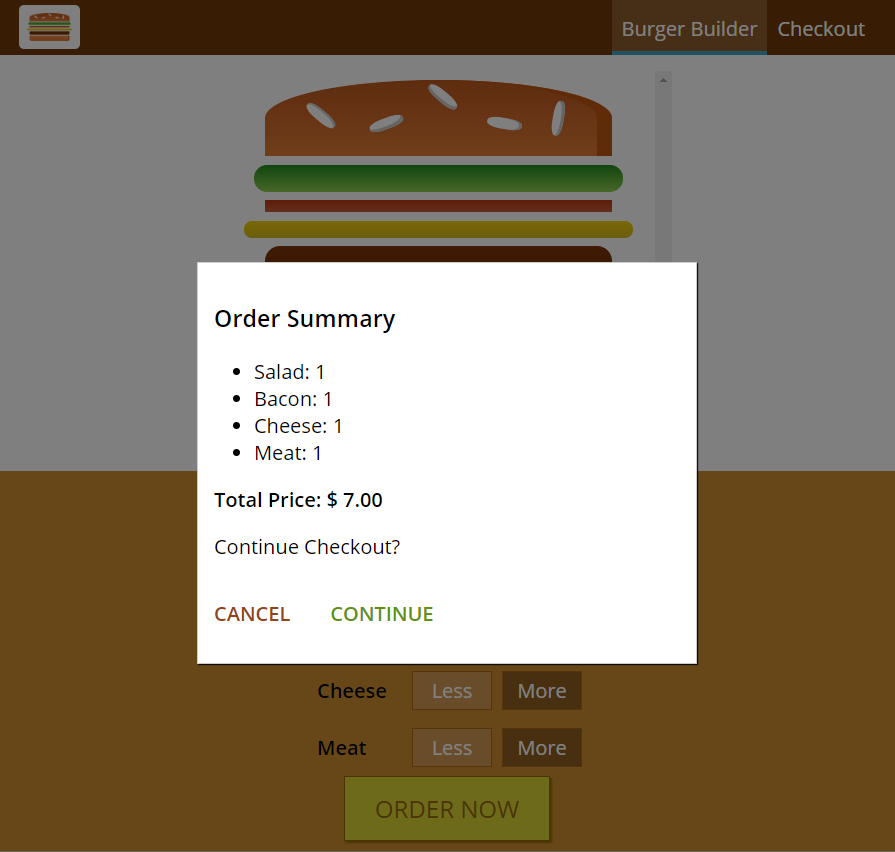 Burger Builder Checkout
Order Summary
Salad: 1
Bacon: 1
Cheese: 1
Meat: 1
Total Price: $ 7.00
Continue Checkout?
CANCEL CONTINUE
Cheese Less More
Meat Less More
ORDER NOW